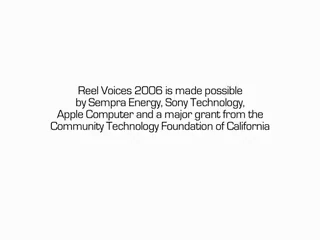 Reel Voices 2006 is made possible
by Sempra Energy, Sony Technology,
Apple Computer and a major grant from the
Community Technology Foundation of California